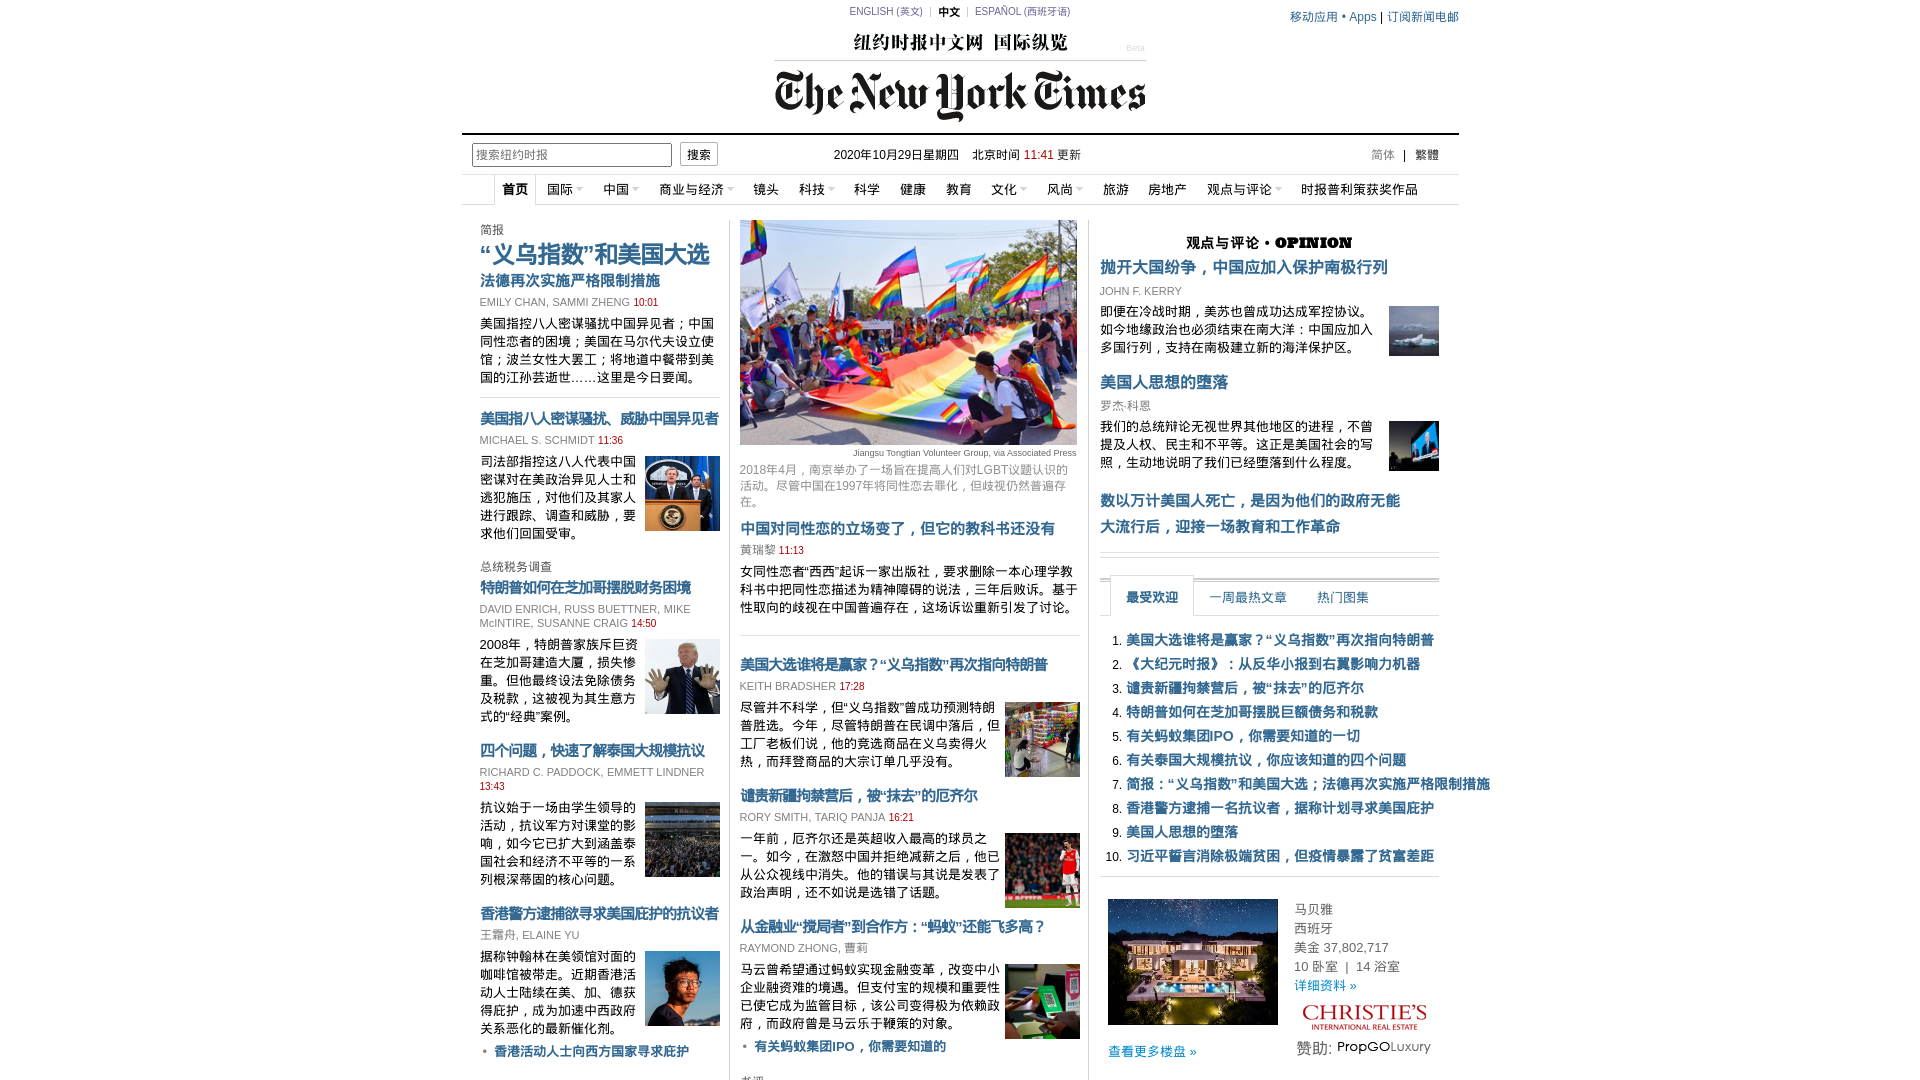 ENGLISH (英文) | 中文 | ESPAÑOL (西班牙语)
移动应用 • Apps | 订阅新闻电邮
纽约时报中文网 国际纵览
Beta
The New York Times
搜索纽约时报
搜索
2020年10月29日星期四 北京时间 11:41 更新
简体 | 繁體
首页 国际 中国 商业与经济 镜头 科技 科学 健康 教育 文化 风尚 旅游 房地产 观点与评论 时报普利策获奖作品
简报
“义乌指数”和美国大选
法德再次实施严格限制措施
EMILY CHAN, SAMMI ZHENG 10:01
美国指控八人密谋骚扰中国异见者；中国
同性恋者的困境；美国在马尔代夫设立使
馆；波兰女性大罢工；将地道中餐带到美
国的江孙芸逝世……这里是今日要闻。
美国指八人密谋骚扰、威胁中国异见者
MICHAEL S. SCHMIDT 11:36
司法部指控这八人代表中国
密谋对在美政治异见人士和
逃犯施压，对他们及其家人
进行跟踪、调查和威胁，要
求他们回国受审。
总统税务调查
特朗普如何在芝加哥摆脱财务困境
DAVID ENRICH, RUSS BUETTNER, MIKE
McINTIRE, SUSANNE CRAIG 14:50
2008年，特朗普家族斥巨资
在芝加哥建造大厦，损失惨
重。但他最终设法免除债务
及税款，这被视为其生意方
式的“经典”案例。
四个问题，快速了解泰国大规模抗议
RICHARD C. PADDOCK, EMMETT LINDNER
13:43
抗议始于一场由学生领导的
活动，抗议军方对课堂的影
响，如今它已扩大到涵盖泰
国社会和经济不平等的一系
列根深蒂固的核心问题。
香港警方逮捕欲寻求美国庇护的抗议者
王霜舟, ELAINE YU
据称钟翰林在美领馆对面的
咖啡馆被带走。近期香港活
动人士陆续在美、加、德获
得庇护，成为加速中西政府
关系恶化的最新催化剂。
• 香港活动人士向西方国家寻求庇护
Jiangsu Tongtian Volunteer Group, via Associated Press
2018年4月，南京举办了一场旨在提高人们对LGBT议题认识的
活动。尽管中国在1997年将同性恋去罪化，但歧视仍然普遍存
在。
中国对同性恋的立场变了，但它的教科书还没有
黄瑞黎 11:13
女同性恋者“西西”起诉一家出版社，要求删除一本心理学教
科书中把同性恋描述为精神障碍的说法，三年后败诉。基于
性取向的歧视在中国普遍存在，这场诉讼重新引发了讨论。
美国大选谁将是赢家？“义乌指数”再次指向特朗普
KEITH BRADSHER 17:28
尽管并不科学，但“义乌指数”曾成功预测特朗
普胜选。今年，尽管特朗普在民调中落后，但
工厂老板们说，他的竞选商品在义乌卖得火
热，而拜登商品的大宗订单几乎没有。
谴责新疆拘禁营后，被“抹去”的厄齐尔
RORY SMITH, TARIQ PANJA 16:21
一年前，厄齐尔还是英超收入最高的球员之
一。如今，在激怒中国并拒绝减薪之后，他已
从公众视线中消失。他的错误与其说是发表了
政治声明，还不如说是选错了话题。
从金融业“搅局者”到合作方：“蚂蚁”还能飞多高？
RAYMOND ZHONG, 曹莉
马云曾希望通过蚂蚁实现金融变革，改变中小
企业融资难的境遇。但支付宝的规模和重要性
已使它成为监管目标，该公司变得极为依赖政
府，而政府曾是马云乐于鞭策的对象。
• 有关蚂蚁集团IPO，你需要知道的
书评
观点与评论 • OPINION
抛开大国纷争，中国应加入保护南极行列
JOHN F. KERRY
即便在冷战时期，美苏也曾成功达成军控协议。
如今地缘政治也必须结束在南大洋：中国应加入
多国行列，支持在南极建立新的海洋保护区。
美国人思想的堕落
罗杰·科恩
我们的总统辩论无视世界其他地区的进程，不曾
提及人权、民主和不平等。这正是美国社会的写
照，生动地说明了我们已经堕落到什么程度。
数以万计美国人死亡，是因为他们的政府无能
大流行后，迎接一场教育和工作革命
最受欢迎 一周最热文章 热门图集
1. 美国大选谁将是赢家？“义乌指数”再次指向特朗普
2. 《大纪元时报》：从反华小报到右翼影响力机器
3. 谴责新疆拘禁营后，被“抹去”的厄齐尔
4. 特朗普如何在芝加哥摆脱巨额债务和税款
5. 有关蚂蚁集团IPO，你需要知道的一切
6. 有关泰国大规模抗议，你应该知道的四个问题
7. 简报：“义乌指数”和美国大选；法德再次实施严格限制措施
8. 香港警方逮捕一名抗议者，据称计划寻求美国庇护
9. 美国人思想的堕落
10. 习近平誓言消除极端贫困，但疫情暴露了贫富差距
马贝雅
西班牙
美金 37,802,717
10 卧室 | 14 浴室
详细资料 »
CHRISTIE'S
INTERNATIONAL REAL ESTATE
查看更多楼盘 »
赞助: PropGOLuxury